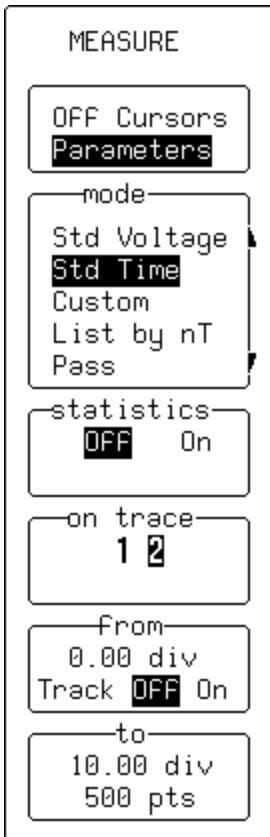 MEASURE
OFF Cursors
Parameters
mode
Std Voltage
Std Time
Custom
List by nT
Pass
statistics
OFF On
on trace
1 2
from
0.00 div
Track OFF On
to
10.00 div
500 pts